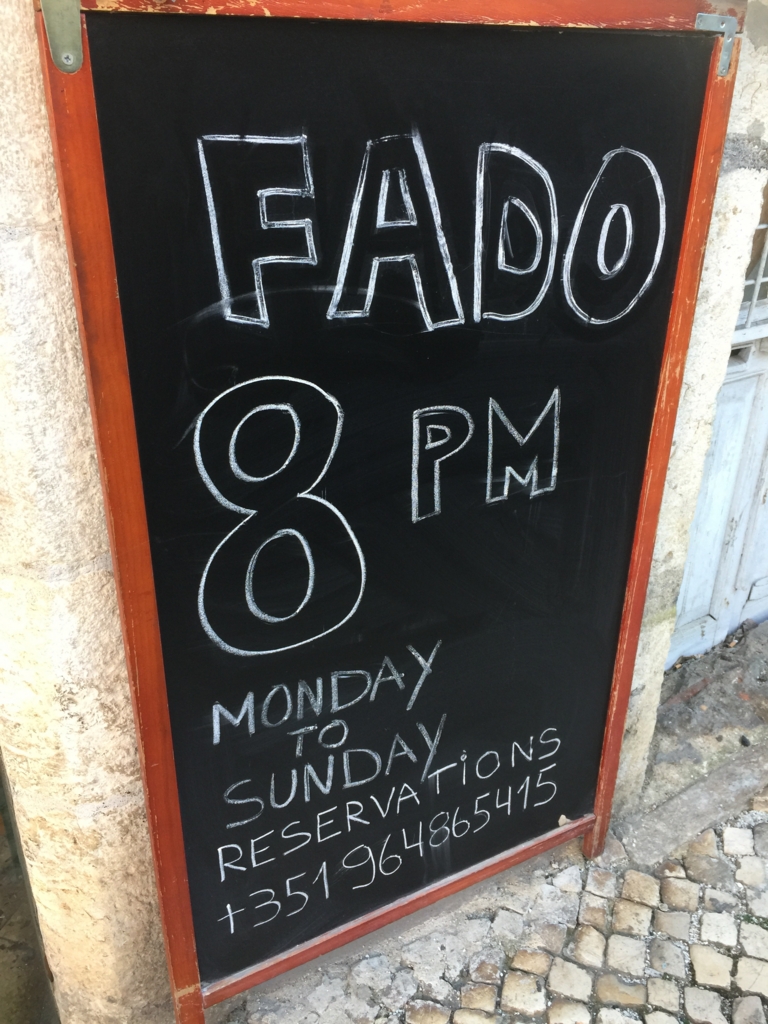 FADO
8 PM
MONDAY
TO
SUNDAY
RESERVATIONS
+351 964865415